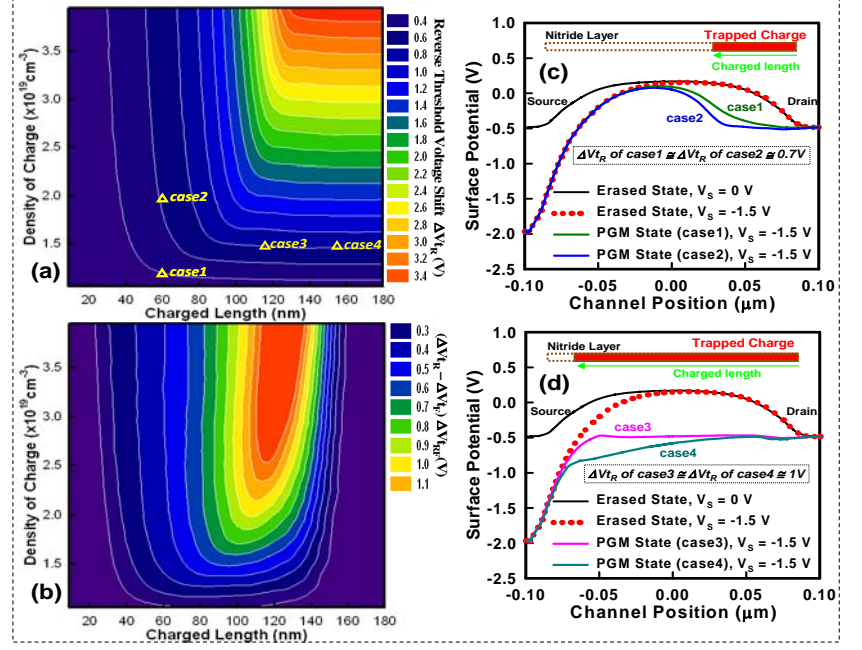 3.5
3.0
2.5
2.0
1.5
Density of Charge (x10¹⁹cm⁻³)
case2
case3
case4
case1
(a)
20 40 60 80 100 120 140 160 180
Charged Length (nm)
0.4
0.6
0.8
1.0
1.2
1.4
1.6
1.8
2.0
2.2
2.4
2.6
2.8
3.0
3.2
3.4
Reverse Threshold Voltage Shift ΔVt_R (V)
3.5
3.0
2.5
2.0
1.5
Density of Charge (x10¹⁹cm⁻³)
(b)
20 40 60 80 100 120 140 160 180
Charged Length (nm)
0.3
0.4
0.5
0.6
0.7
0.8
0.9
1.0
1.1
(ΔVt_R − ΔVt_F) ΔVt_RF (V)
1.0
0.5
0.0
-0.5
-1.0
-1.5
-2.0
-2.5
Surface Potential (V)
Nitride Layer
Trapped Charge
Charged length
(c)
Source
Drain
case1
case2
ΔVt_R of case1 ≅ ΔVt_R of case2 ≅ 0.7V
Erased State, V_S = 0 V
Erased State, V_S = -1.5 V
PGM State (case1), V_S = -1.5 V
PGM State (case2), V_S = -1.5 V
-0.10 -0.05 0.00 0.05 0.10
Channel Position (μm)
1.0
0.5
0.0
-0.5
-1.0
-1.5
-2.0
-2.5
Surface Potential (V)
Nitride Layer
Trapped Charge
Charged length
(d)
Source
Drain
case3
case4
ΔVt_R of case3 ≅ ΔVt_R of case4 ≅ 1V
Erased State, V_S = 0 V
Erased State, V_S = -1.5 V
PGM State (case3), V_S = -1.5 V
PGM State (case4), V_S = -1.5 V
-0.10 -0.05 0.00 0.05 0.10
Channel Position (μm)